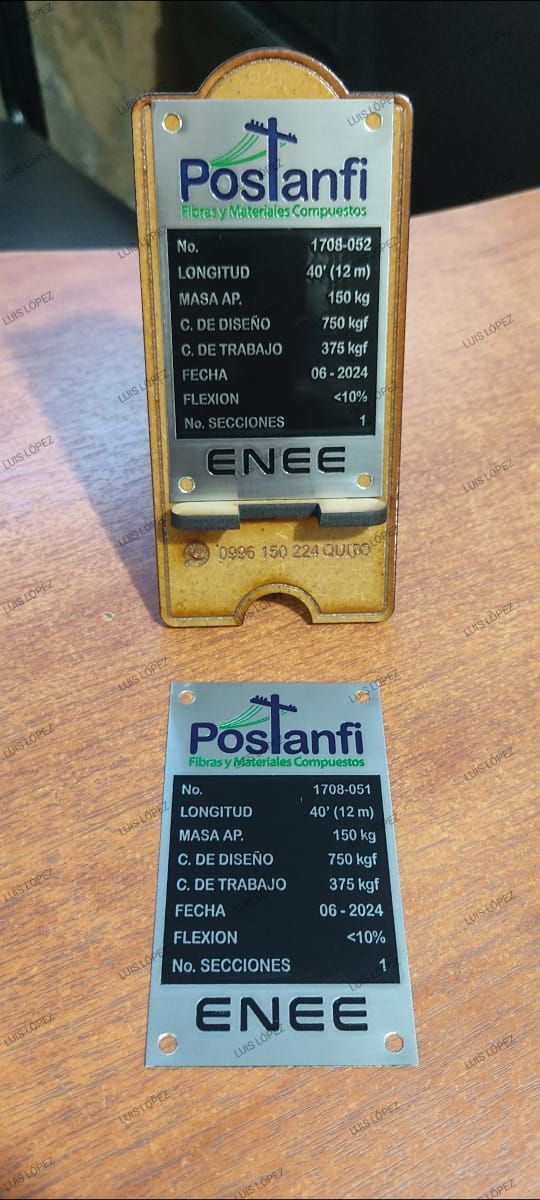 Postanfi
Fibras y Materiales Compuestos
No. 1708-052
LONGITUD 40' (12 m)
MASA AP. 150 kg
C. DE DISEÑO 750 kgf
C. DE TRABAJO 375 kgf
FECHA 06 - 2024
FLEXION <10%
No. SECCIONES 1
ENEE
0996 150 224 QUITO
Postanfi
Fibras y Materiales Compuestos
No. 1708-051
LONGITUD 40' (12 m)
MASA AP. 150 kg
C. DE DISEÑO 750 kgf
C. DE TRABAJO 375 kgf
FECHA 06 - 2024
FLEXION <10%
No. SECCIONES 1
ENEE
LUIS LÓPEZ